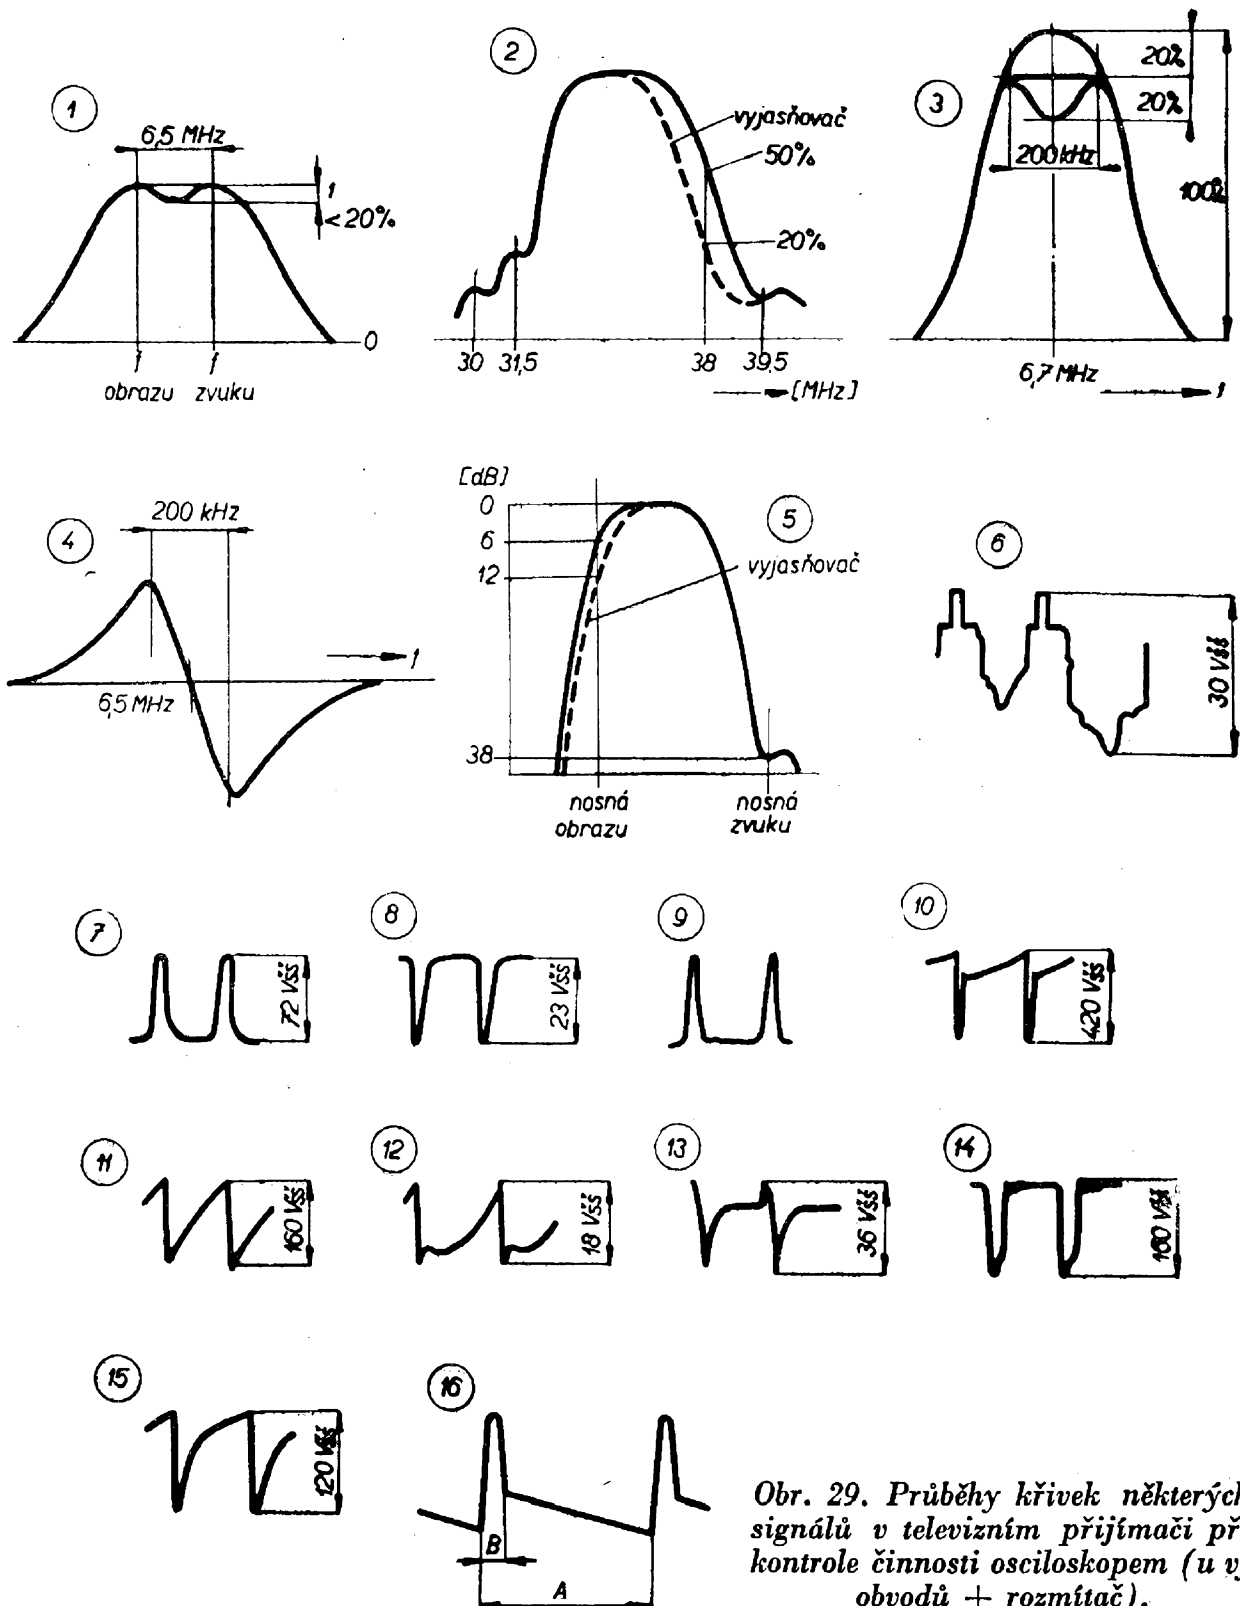 1
6,5 MHz
f
<20%
0
f f
obrazu zvuku
2
vyjasňovač
50%
20%
30 31,5 38 39,5
[MHz]
3
20%
20%
200 kHz
100%
6,7 MHz
f
4
200 kHz
f
6,5 MHz
[dB]
0
5
6
12
vyjasňovač
38
nosná obrazu
nosná zvuku
6
30 Všš
7
72 Všš
8
23 Všš
9
10
420 Všš
11
160 Všš
12
18 Všš
13
36 Všš
14
160 Všš
15
120 Všš
16
B
A
Obr. 29. Průběhy křivek některých
signálů v televizním přijímači př
kontrole činnosti osciloskopem (u v
obvodů + rozmítač).